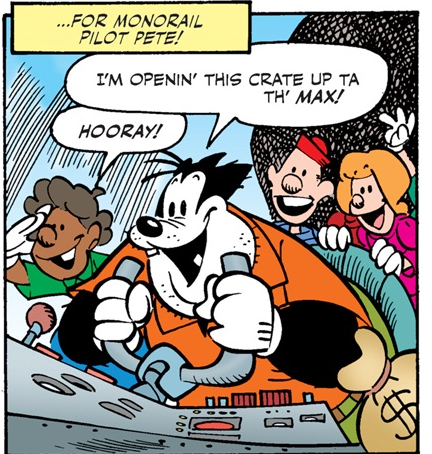 ...FOR MONORAIL
PILOT PETE!
I'M OPENIN' THIS CRATE UP TA
TH' MAX!
HOORAY!
$